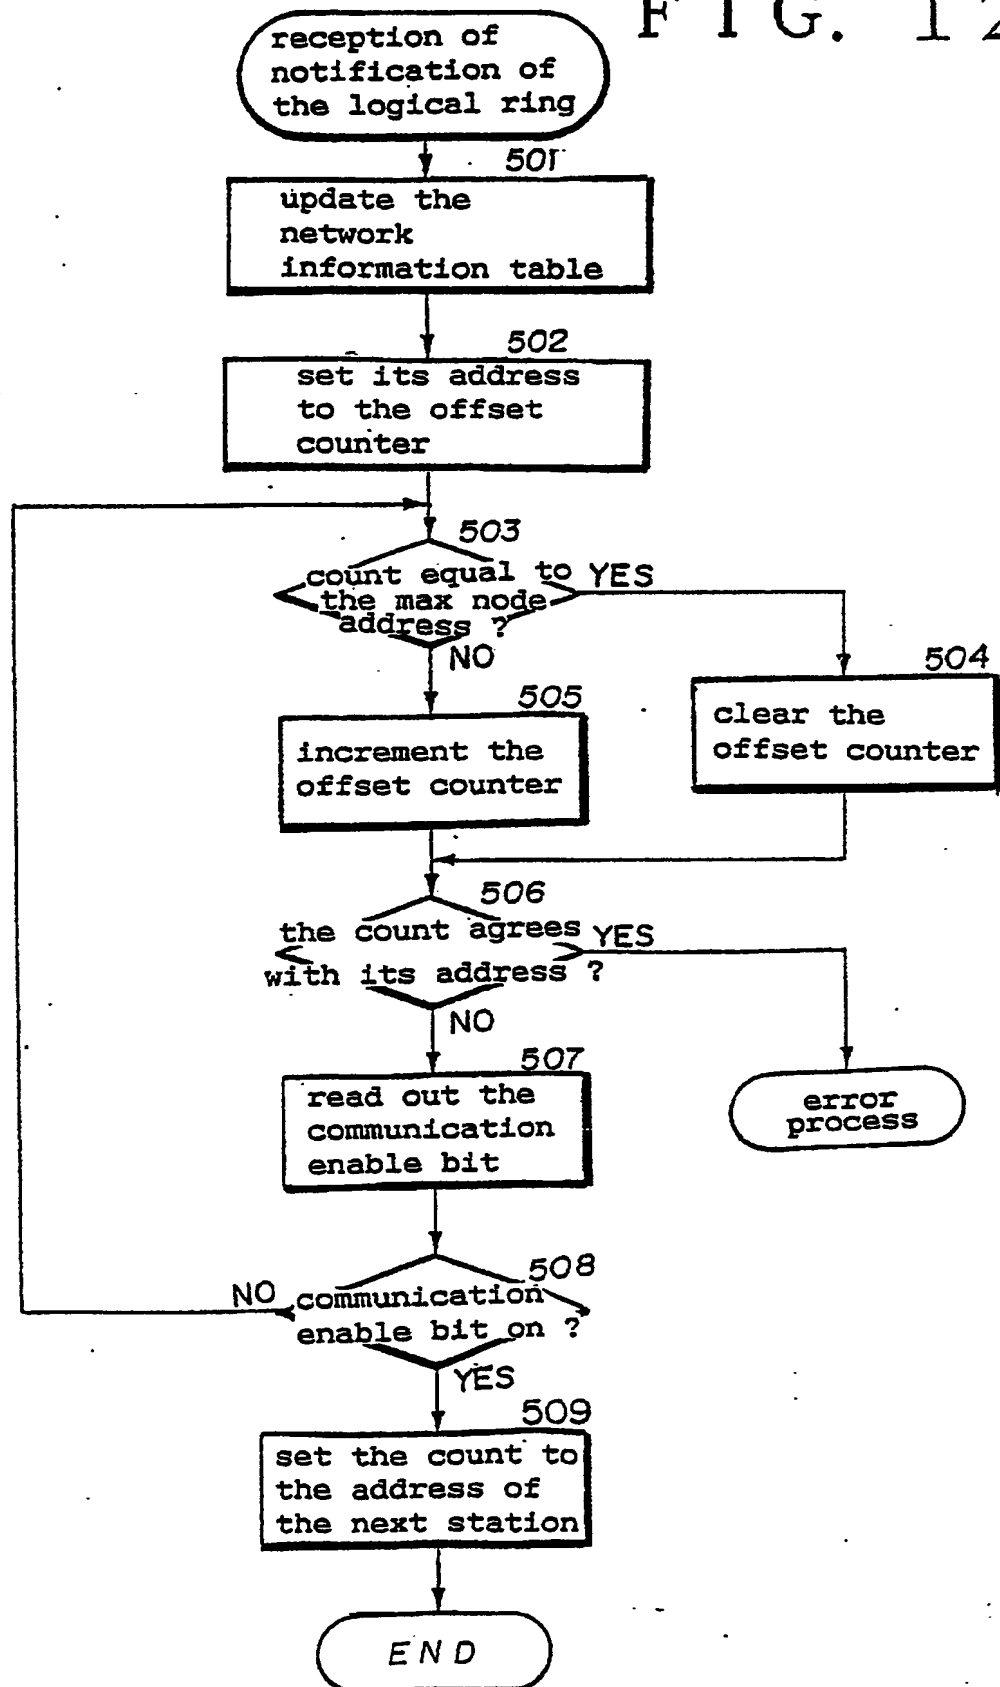 FIG. 12
reception of
notification of
the logical ring
501
update the
network
information table
502
set its address
to the offset
counter
503
count equal to YES
the max node
address ?
NO
504
clear the
offset counter
505
increment the
offset counter
506
the count agrees YES
with its address ?
NO
507
read out the
communication
enable bit
error
process
508
NO communication
enable bit on ?
YES
509
set the count to
the address of
the next station
END